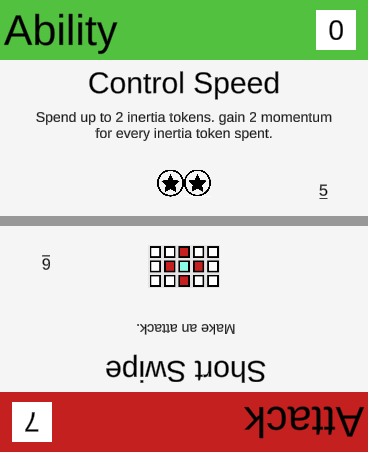 Ability 0
Control Speed
Spend up to 2 inertia tokens. gain 2 momentum
for every inertia token spent.
5
Attack 7
Short Swipe
Make an attack.
6